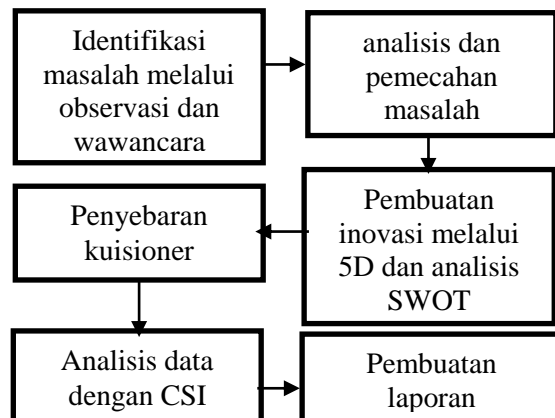 Identifikasi
masalah melalui
observasi dan
wawancara
analisis dan
pemecahan
masalah
Pembuatan
inovasi melalui
5D dan analisis
SWOT
Penyebaran
kuisioner
Analisis data
dengan CSI
Pembuatan
laporan